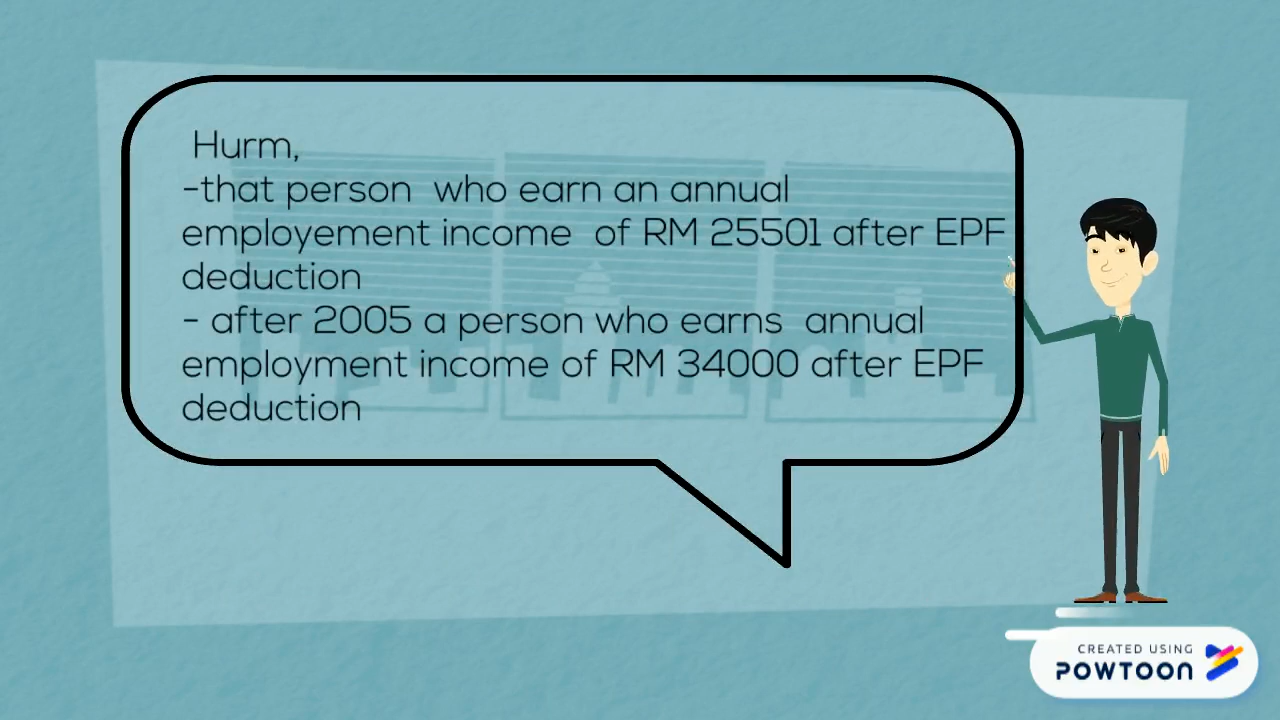 Hurm,
-that person who earn an annual
employement income of RM 25501 after EPF
deduction
- after 2005 a person who earns annual
employment income of RM 34000 after EPF
deduction
CREATED USING
POWTOON